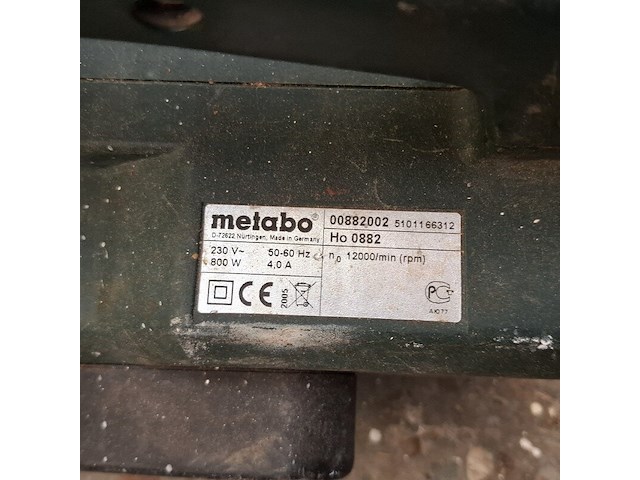 metabo®
D-72622 Nürtingen, Made in Germany
230 V~ 50-60 Hz
800 W 4,0 A
CE
2005
00882002 5101166312
Ho 0882
n₀ 12000/min (rpm)
PC